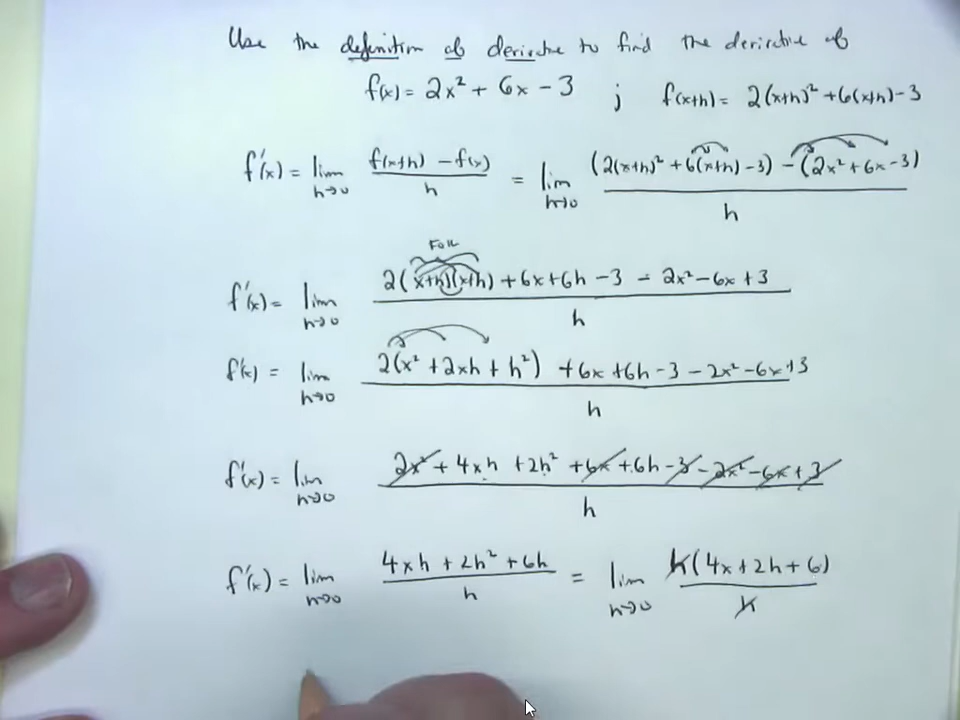 Use the definition of derivative to find the derivative of
f(x) = 2x² + 6x - 3 ; f(x+h) = 2(x+h)² + 6(x+h) - 3
f'(x) = lim h→0 (f(x+h) - f(x))/h = lim h→0 ((2(x+h)² + 6(x+h) - 3) - (2x² + 6x - 3))/h
FOIL
f'(x) = lim h→0 (2(x+h)(x+h) + 6x + 6h - 3 - 2x² - 6x + 3)/h
f'(x) = lim h→0 (2(x² + 2xh + h²) + 6x + 6h - 3 - 2x² - 6x + 3)/h
f'(x) = lim h→0 (2x² + 4xh + 2h² + 6x + 6h - 3 - 2x² - 6x + 3)/h
f'(x) = lim h→0 (4xh + 2h² + 6h)/h = lim h→0 h(4x + 2h + 6)/h